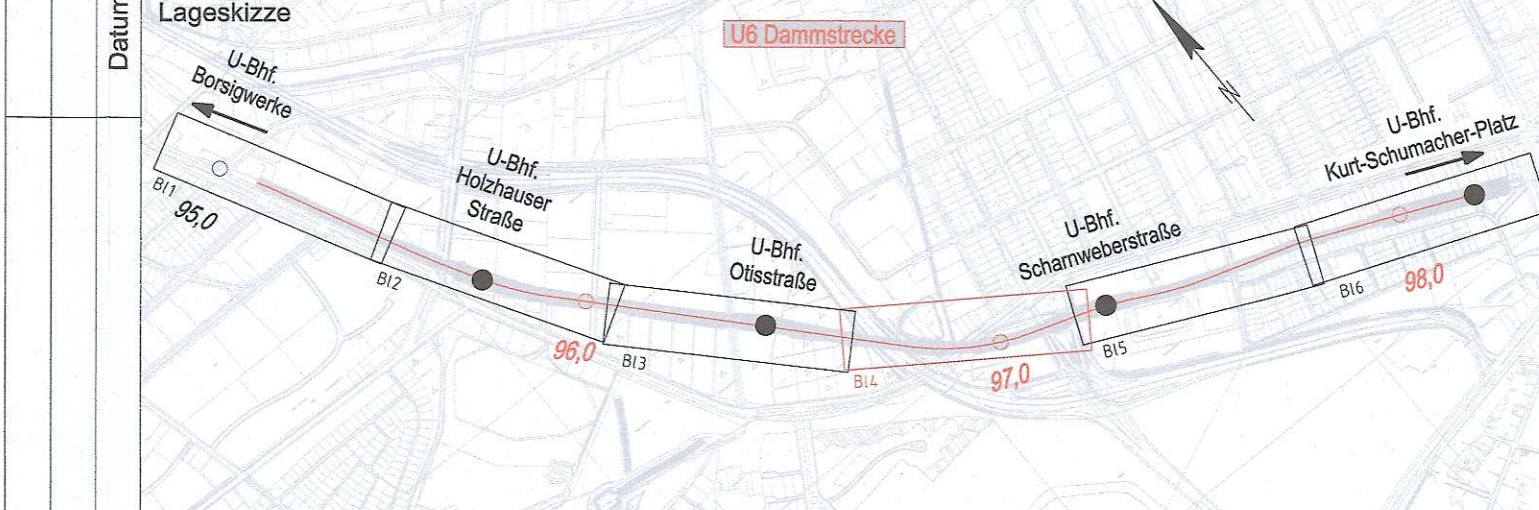 Datum
Lageskizze
U6 Dammstrecke
N
U-Bhf.
Borsigwerke
U-Bhf.
Holzhauser
Straße
U-Bhf.
Otisstraße
U-Bhf.
Scharnweberstraße
U-Bhf.
Kurt-Schumacher-Platz
Bl1
95,0
Bl2
96,0
Bl3
Bl4
97,0
Bl5
Bl6
98,0